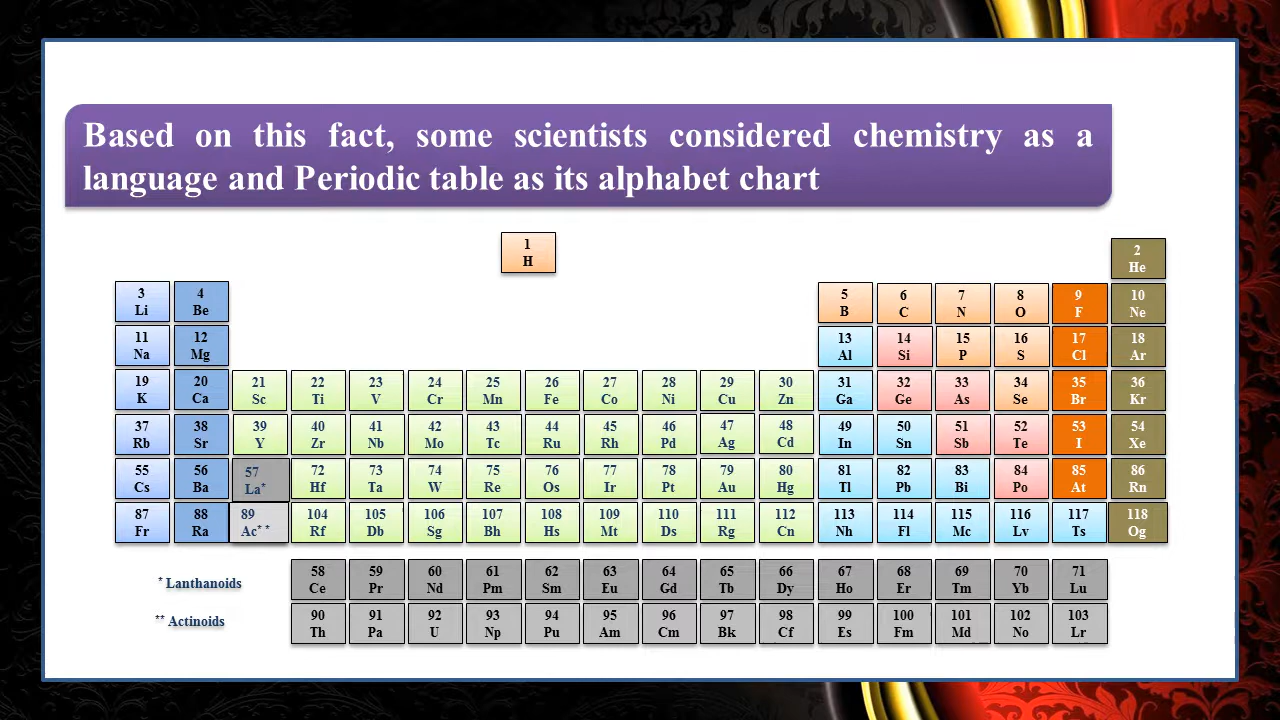 Based on this fact, some scientists considered chemistry as a
language and Periodic table as its alphabet chart
1 2
H He
3 4 5 6 7 8 9 10
Li Be B C N O F Ne
11 12 13 14 15 16 17 18
Na Mg Al Si P S Cl Ar
19 20 21 22 23 24 25 26 27 28 29 30 31 32 33 34 35 36
K Ca Sc Ti V Cr Mn Fe Co Ni Cu Zn Ga Ge As Se Br Kr
37 38 39 40 41 42 43 44 45 46 47 48 49 50 51 52 53 54
Rb Sr Y Zr Nb Mo Tc Ru Rh Pd Ag Cd In Sn Sb Te I Xe
55 56 57 72 73 74 75 76 77 78 79 80 81 82 83 84 85 86
Cs Ba La* Hf Ta W Re Os Ir Pt Au Hg Tl Pb Bi Po At Rn
87 88 89 104 105 106 107 108 109 110 111 112 113 114 115 116 117 118
Fr Ra Ac** Rf Db Sg Bh Hs Mt Ds Rg Cn Nh Fl Mc Lv Ts Og
58 59 60 61 62 63 64 65 66 67 68 69 70 71
* Lanthanoids Ce Pr Nd Pm Sm Eu Gd Tb Dy Ho Er Tm Yb Lu
90 91 92 93 94 95 96 97 98 99 100 101 102 103
** Actinoids Th Pa U Np Pu Am Cm Bk Cf Es Fm Md No Lr